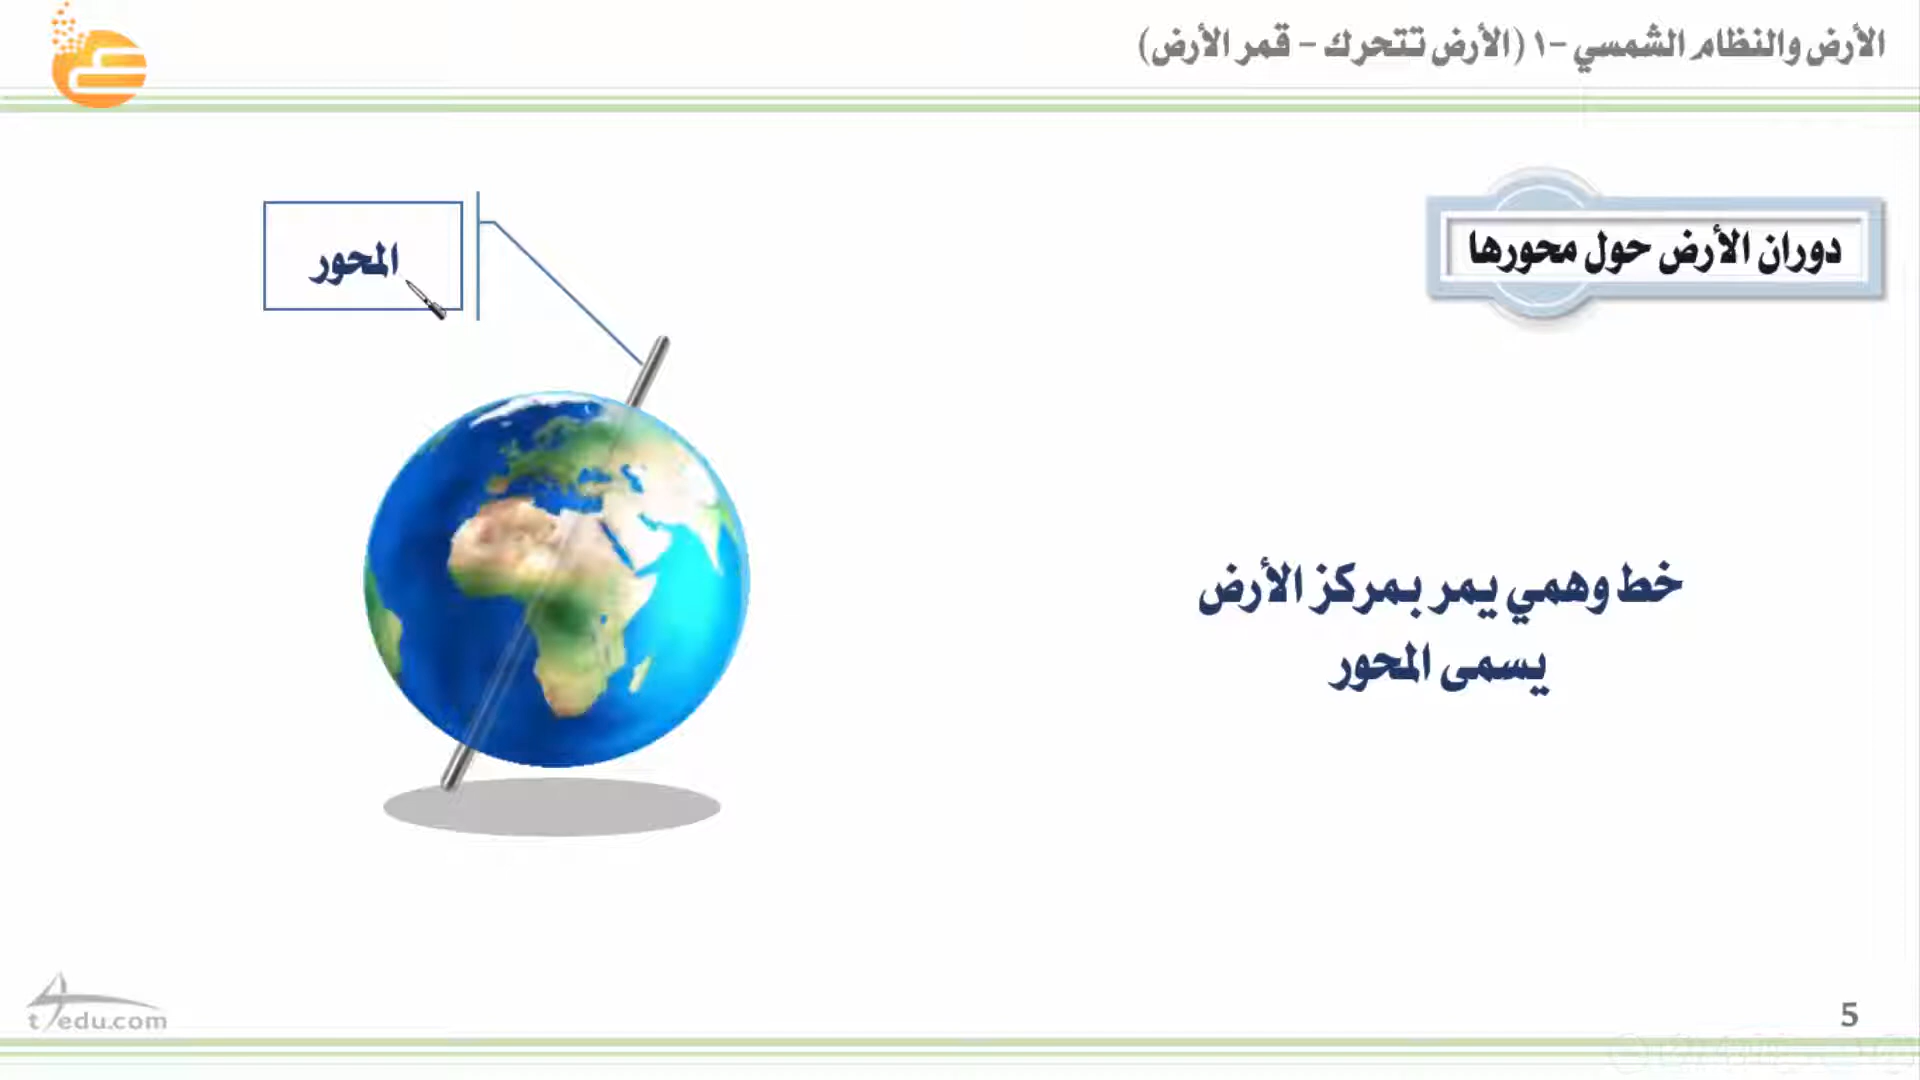 الأرض والنظام الشمسي -١ (الأرض تتحرك - قمر الأرض)
دوران الأرض حول محورها
المحور
خط وهمي يمر بمركز الأرض
يسمى المحور
t4edu.com
5